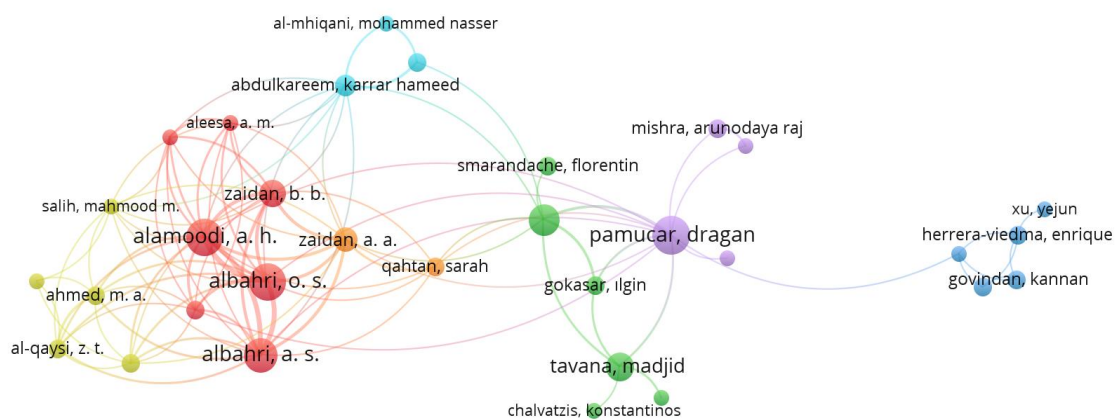 al-mhiqani, mohammed nasser
abdulkareem, karrar hameed
aleesa, a. m.
mishra, arunodaya raj
smarandache, florentin
zaidan, b. b.
salih, mahmood m.
xu, yejun
alamoodi, a. h.
zaidan, a. a.
pamucar, dragan
herrera-viedma, enrique
qahtan, sarah
albahri, o. s.
gokasar, ılgin
govindan, kannan
ahmed, m. a.
al-qaysi, z. t.
albahri, a. s.
tavana, madjid
chalvatzis, konstantinos